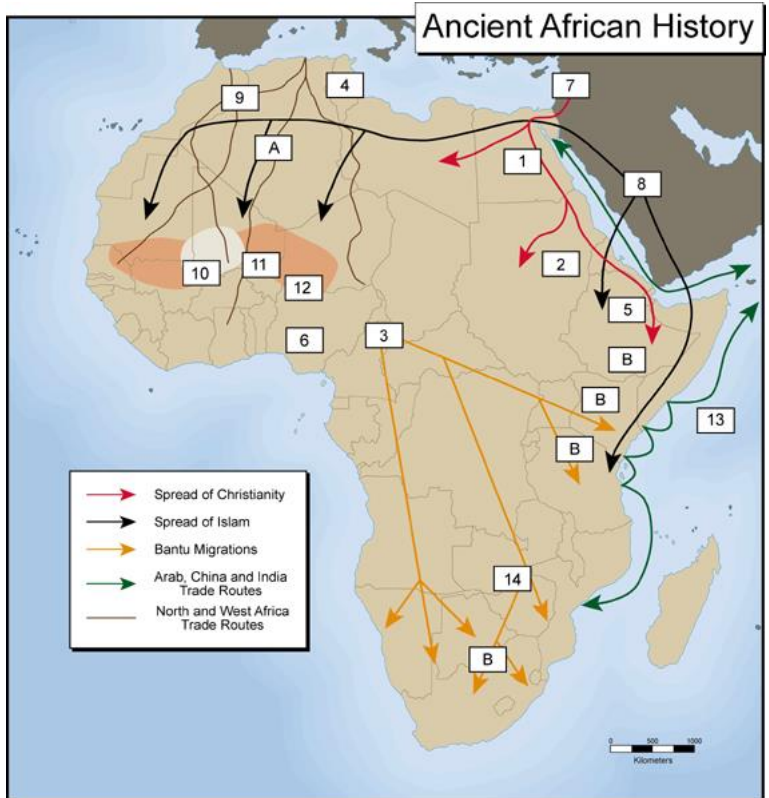 Ancient African History
4
7
9
A
1
8
10
11
2
12
5
6
3
B
B
13
B
Spread of Christianity
Spread of Islam
Bantu Migrations
Arab, China and India
Trade Routes
North and West Africa
Trade Routes
14
B
0 500 1000
Kilometers